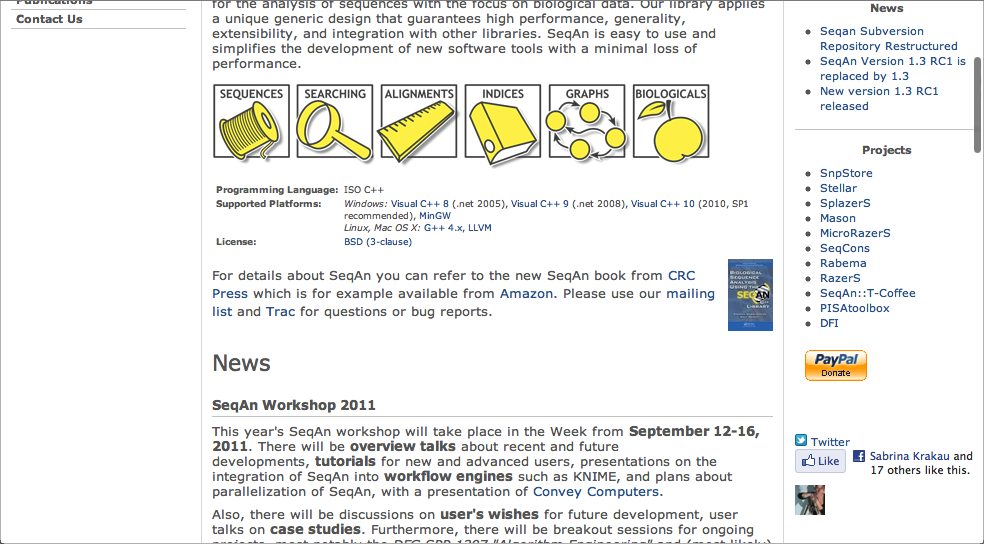 Publications
Contact Us
for the analysis of sequences with the focus on biological data. Our library applies
a unique generic design that guarantees high performance, generality,
extensibility, and integration with other libraries. SeqAn is easy to use and
simplifies the development of new software tools with a minimal loss of
performance.
SEQUENCES SEARCHING ALIGNMENTS INDICES GRAPHS BIOLOGICALS
Programming Language: ISO C++
Supported Platforms: Windows: Visual C++ 8 (.net 2005), Visual C++ 9 (.net 2008), Visual C++ 10 (2010, SP1
recommended), MinGW
Linux, Mac OS X: G++ 4.x, LLVM
License: BSD (3-clause)
For details about SeqAn you can refer to the new SeqAn book from CRC
Press which is for example available from Amazon. Please use our mailing
list and Trac for questions or bug reports.
BIOLOGICAL
SEQUENCE
ANALYSIS
USING THE
SEQAN
C++
LIBRARY
News
SeqAn Workshop 2011
This year's SeqAn workshop will take place in the Week from September 12-16,
2011. There will be overview talks about recent and future
developments, tutorials for new and advanced users, presentations on the
integration of SeqAn into workflow engines such as KNIME, and plans about
parallelization of SeqAn, with a presentation of Convey Computers.
Also, there will be discussions on user's wishes for future development, user
talks on case studies. Furthermore, there will be breakout sessions for ongoing
projects, most notably the DFG SPP 1307 "Algorithm Engineering" and (most likely)
News
Seqan Subversion
Repository Restructured
SeqAn Version 1.3 RC1 is
replaced by 1.3
New version 1.3 RC1
released
Projects
SnpStore
Stellar
SplazerS
Mason
MicroRazerS
SeqCons
Rabema
RazerS
SeqAn::T-Coffee
PISAtoolbox
DFI
PayPal
Donate
Twitter
Like
Sabrina Krakau and
17 others like this.